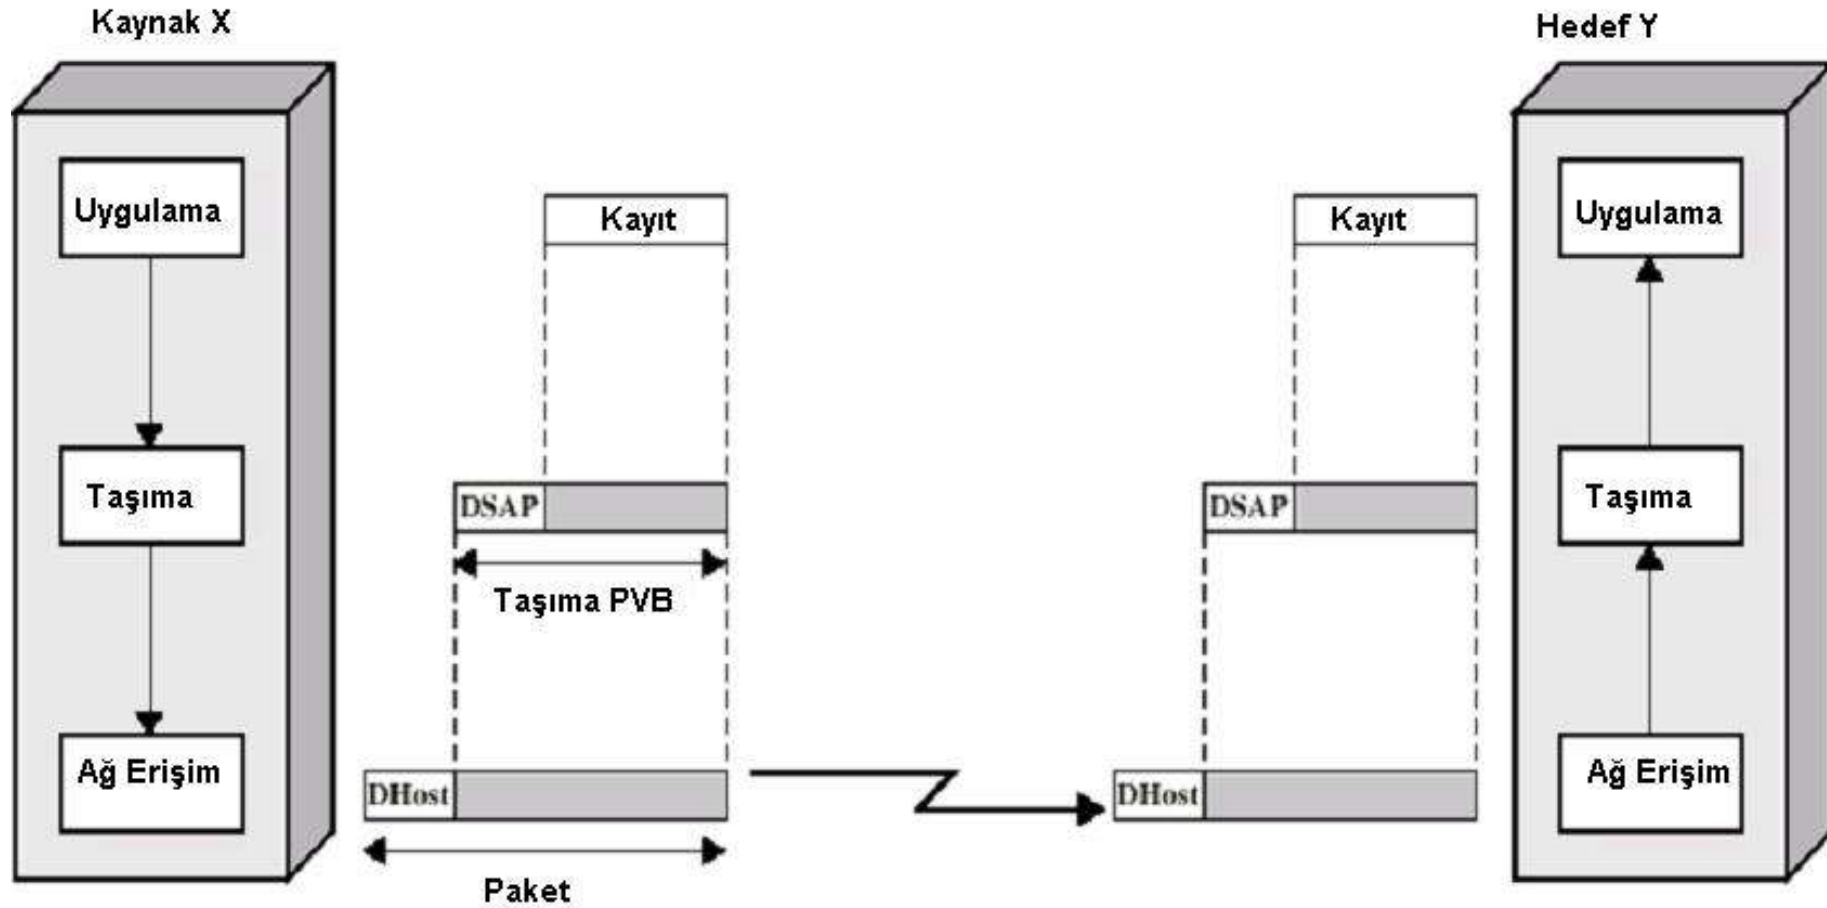 Kaynak X
Hedef Y
Uygulama
Kayıt
Kayıt
Uygulama
Taşıma
DSAP
DSAP
Taşıma
Taşıma PVB
Ağ Erişim
DHost
DHost
Ağ Erişim
Paket